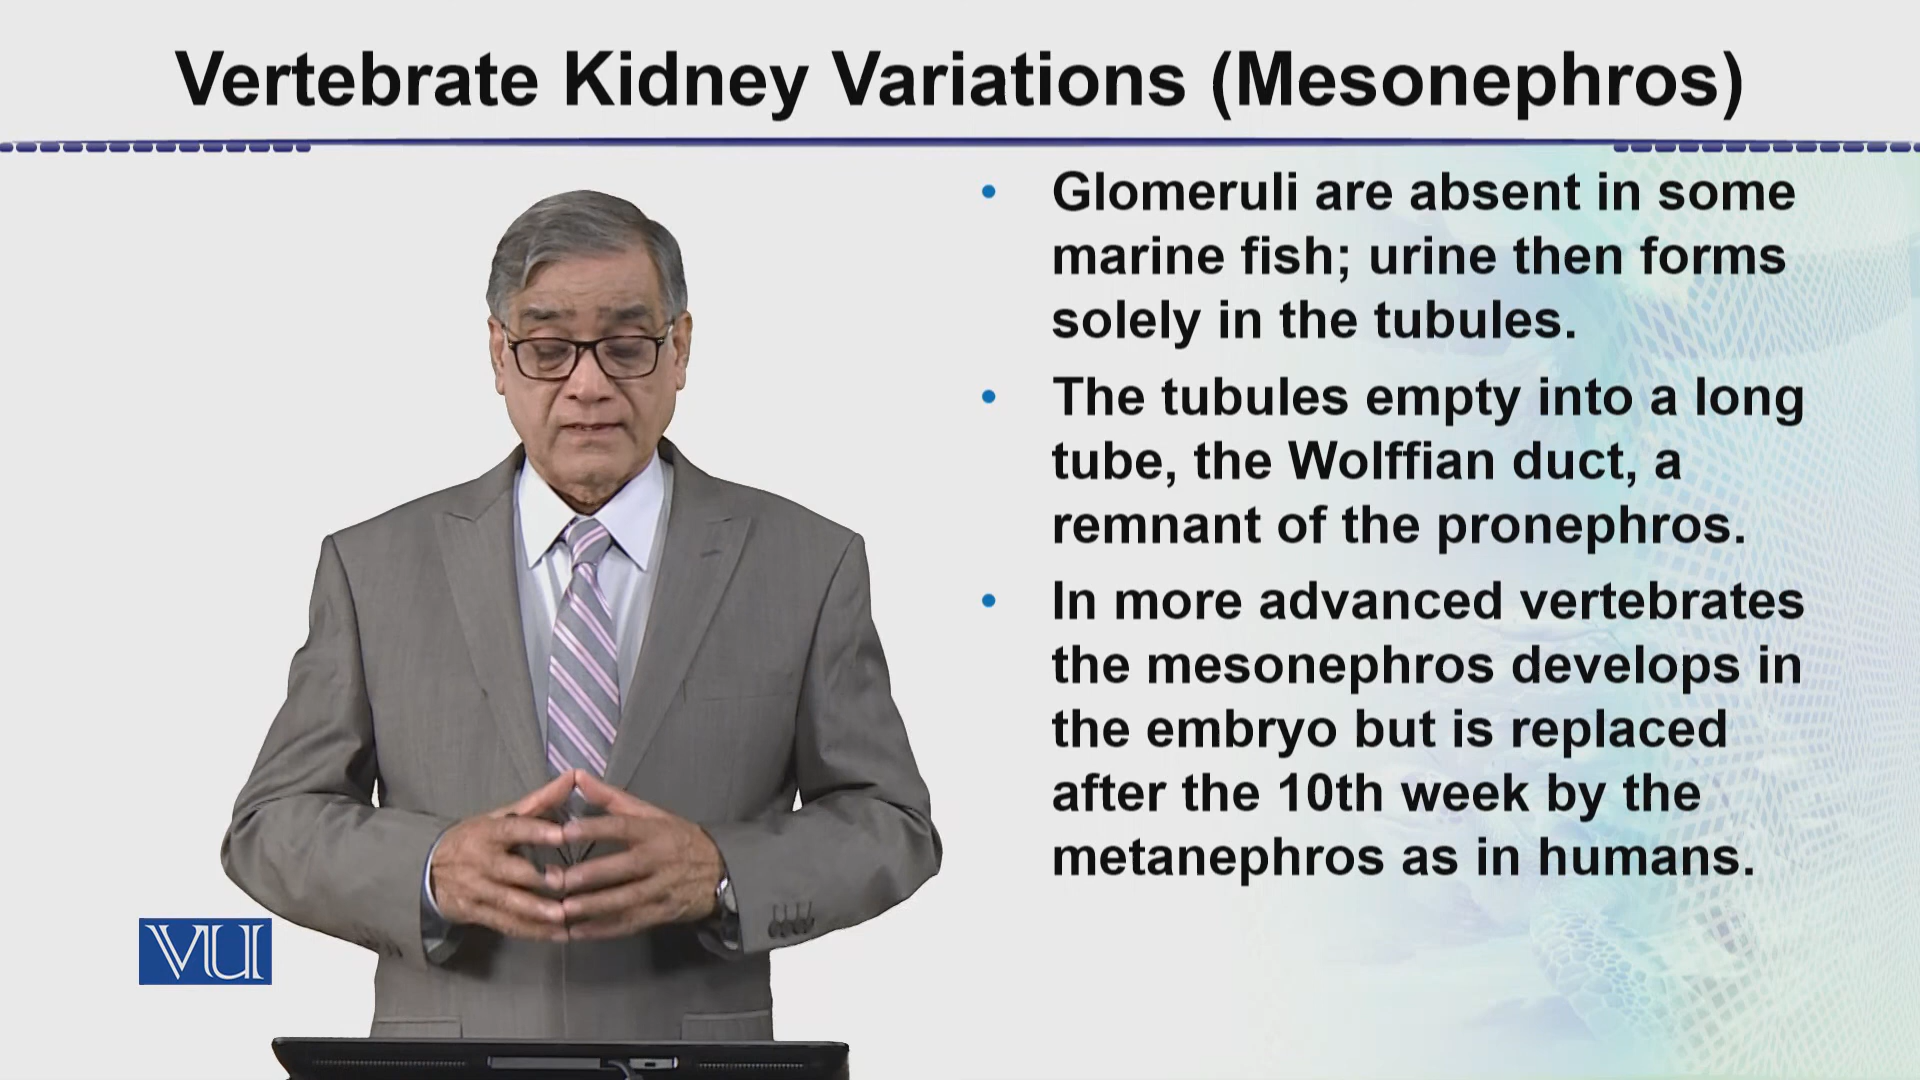 Vertebrate Kidney Variations (Mesonephros)
• Glomeruli are absent in some
marine fish; urine then forms
solely in the tubules.
• The tubules empty into a long
tube, the Wolffian duct, a
remnant of the pronephros.
• In more advanced vertebrates
the mesonephros develops in
the embryo but is replaced
after the 10th week by the
metanephros as in humans.
VU